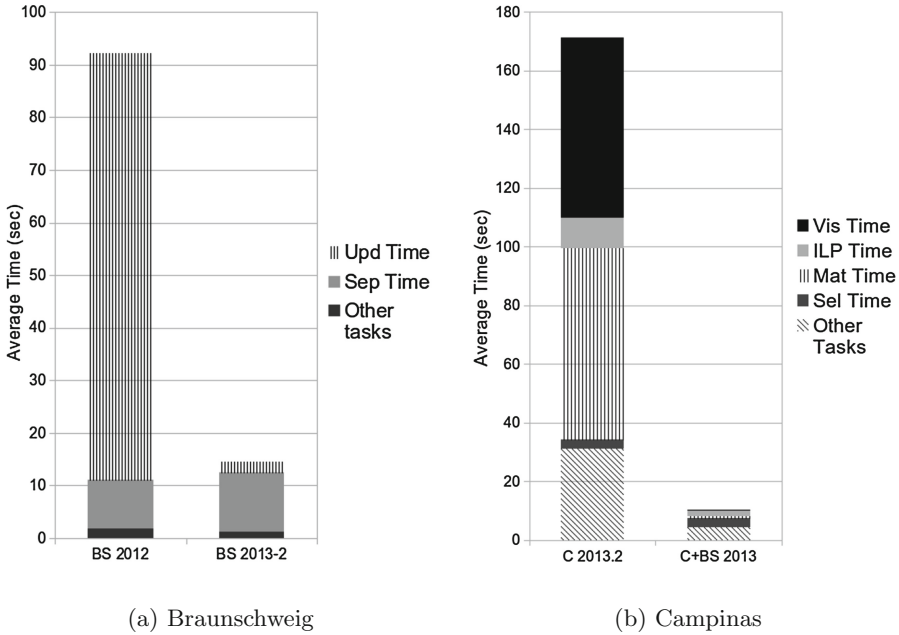 100
90
80
70
60
50
40
30
20
10
0
Average Time (sec)
BS 2012
BS 2013-2
Upd Time
Sep Time
Other
tasks
(a) Braunschweig
180
160
140
120
100
80
60
40
20
0
Average Time (sec)
C 2013.2
C+BS 2013
Vis Time
ILP Time
Mat Time
Sel Time
Other
Tasks
(b) Campinas